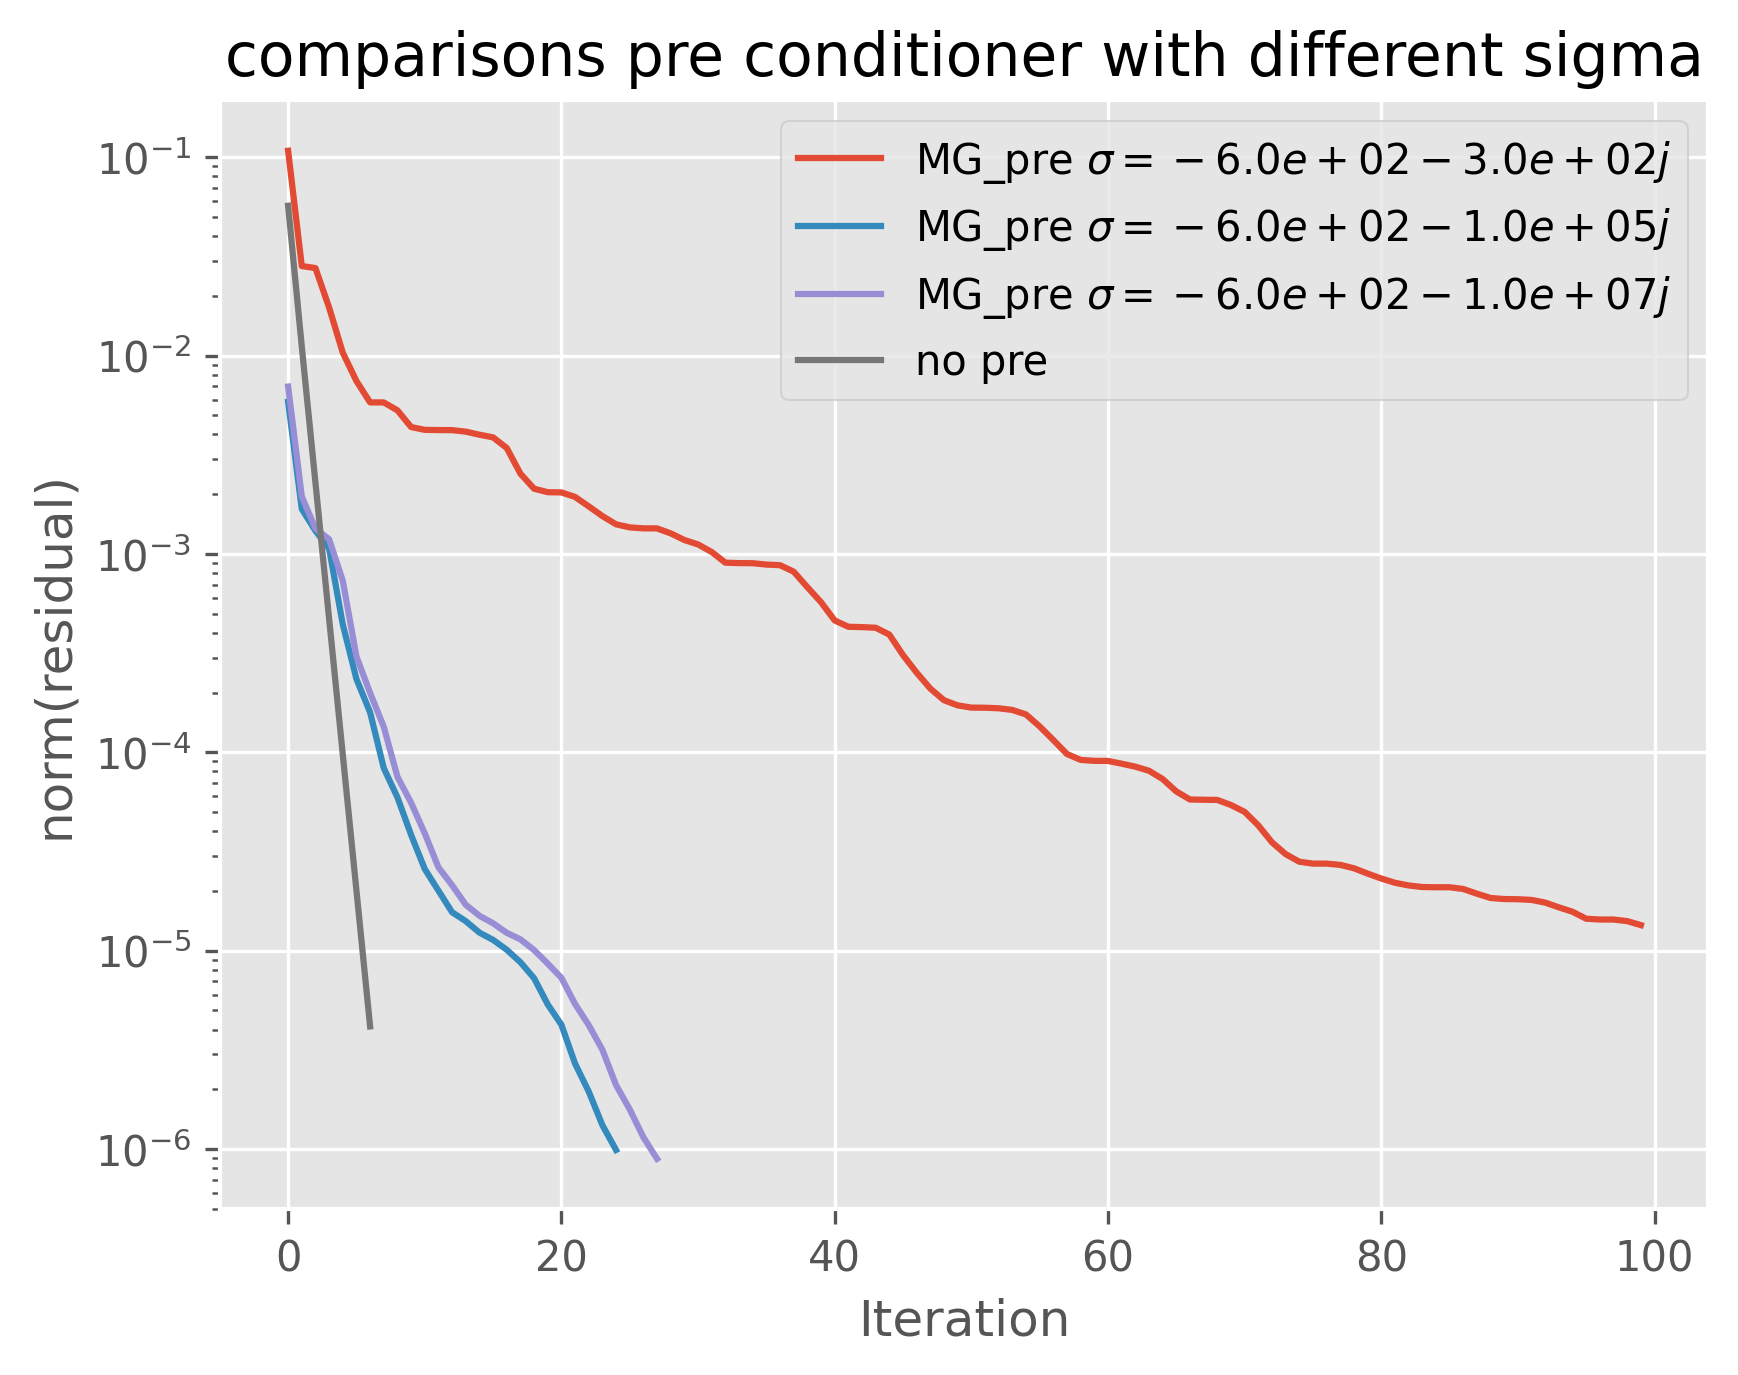 comparisons pre conditioner with different sigma
norm(residual)
10⁻¹
10⁻²
10⁻³
10⁻⁴
10⁻⁵
10⁻⁶
MG_pre σ = − 6.0e + 02 − 3.0e + 02j
MG_pre σ = − 6.0e + 02 − 1.0e + 05j
MG_pre σ = − 6.0e + 02 − 1.0e + 07j
no pre
0 20 40 60 80 100
Iteration